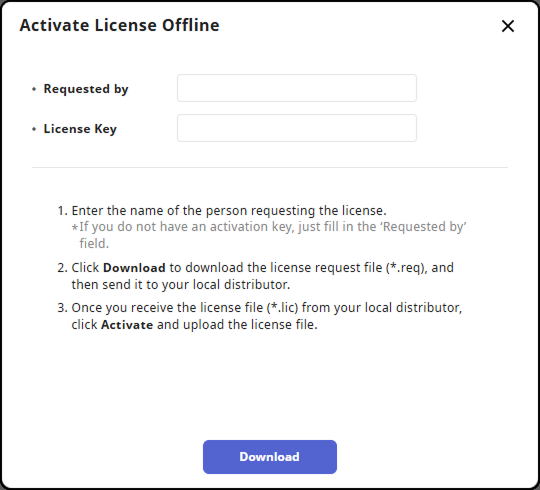 Activate License Offline
• Requested by
• License Key
1. Enter the name of the person requesting the license.
*If you do not have an activation key, just fill in the ‘Requested by’
field.
2. Click Download to download the license request file (*.req), and
then send it to your local distributor.
3. Once you receive the license file (*.lic) from your local distributor,
click Activate and upload the license file.
Download